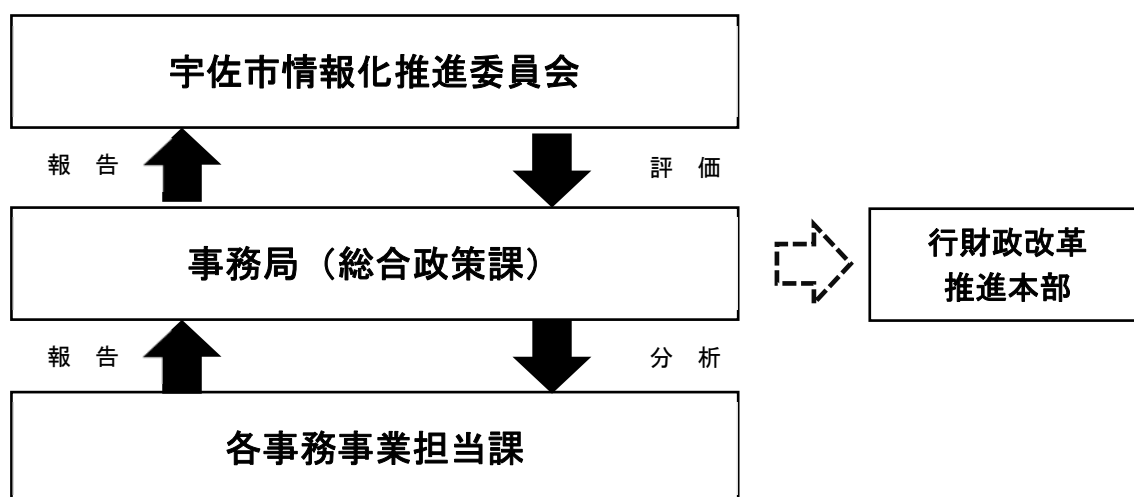 宇佐市情報化推進委員会
報 告
評 価
事務局（総合政策課）
行財政改革
推進本部
報 告
分 析
各事務事業担当課